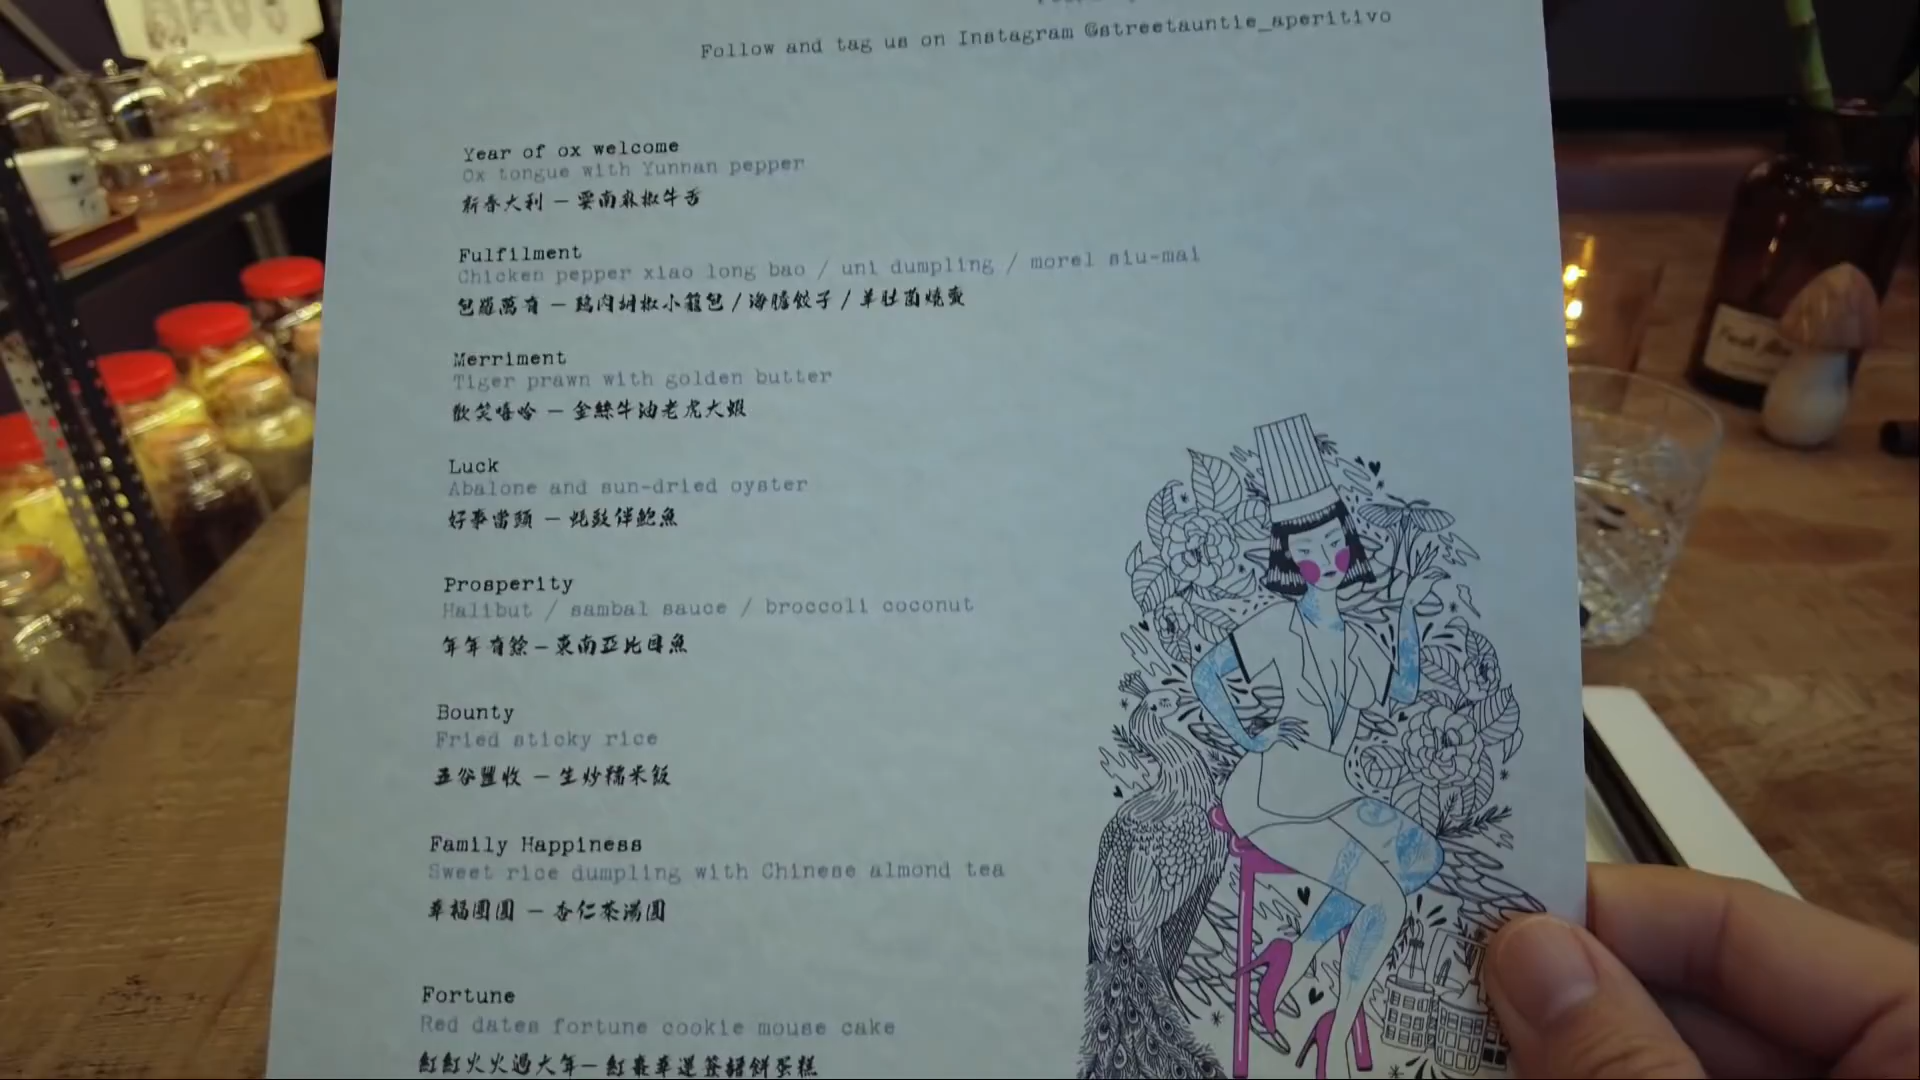 Follow and tag us on Instagram @streetauntie_aperitivo
Year of ox welcome
Ox tongue with Yunnan pepper
新春大利 — 雲南麻椒牛舌
Fulfilment
Chicken pepper xiao long bao / uni dumpling / morel siu-mai
包羅萬有 — 鷄肉胡椒小籠包 / 海膽餃子 / 羊肚菌燒賣
Merriment
Tiger prawn with golden butter
歡笑嘻哈 — 金絲牛油老虎大蝦
Luck
Abalone and sun-dried oyster
好事當頭 — 蚝豉伴鮑魚
Prosperity
Halibut / sambal sauce / broccoli coconut
年年有餘 — 東南亞比目魚
Bounty
Fried sticky rice
五谷豐收 — 生炒糯米飯
Family Happiness
Sweet rice dumpling with Chinese almond tea
幸福團圓 — 杏仁茶湯圓
Fortune
Red dates fortune cookie mouse cake
紅紅火火過大年 — 紅棗幸運簽語餅蛋糕